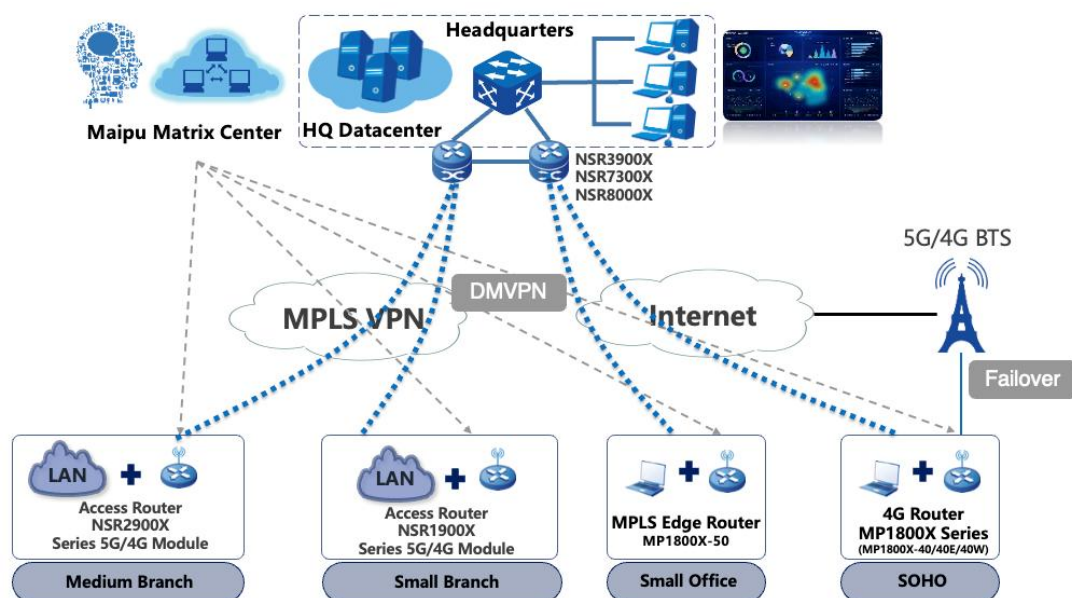 Headquarters
Maipu Matrix Center
HQ Datacenter
NSR3900X
NSR7300X
NSR8000X
5G/4G BTS
MPLS VPN
DMVPN
Internet
Failover
LAN
Access Router
NSR2900X
Series 5G/4G Module
Medium Branch
LAN
Access Router
NSR1900X
Series 5G/4G Module
Small Branch
MPLS Edge Router
MP1800X-50
Small Office
4G Router
MP1800X Series
(MP1800X-40/40E/40W)
SOHO